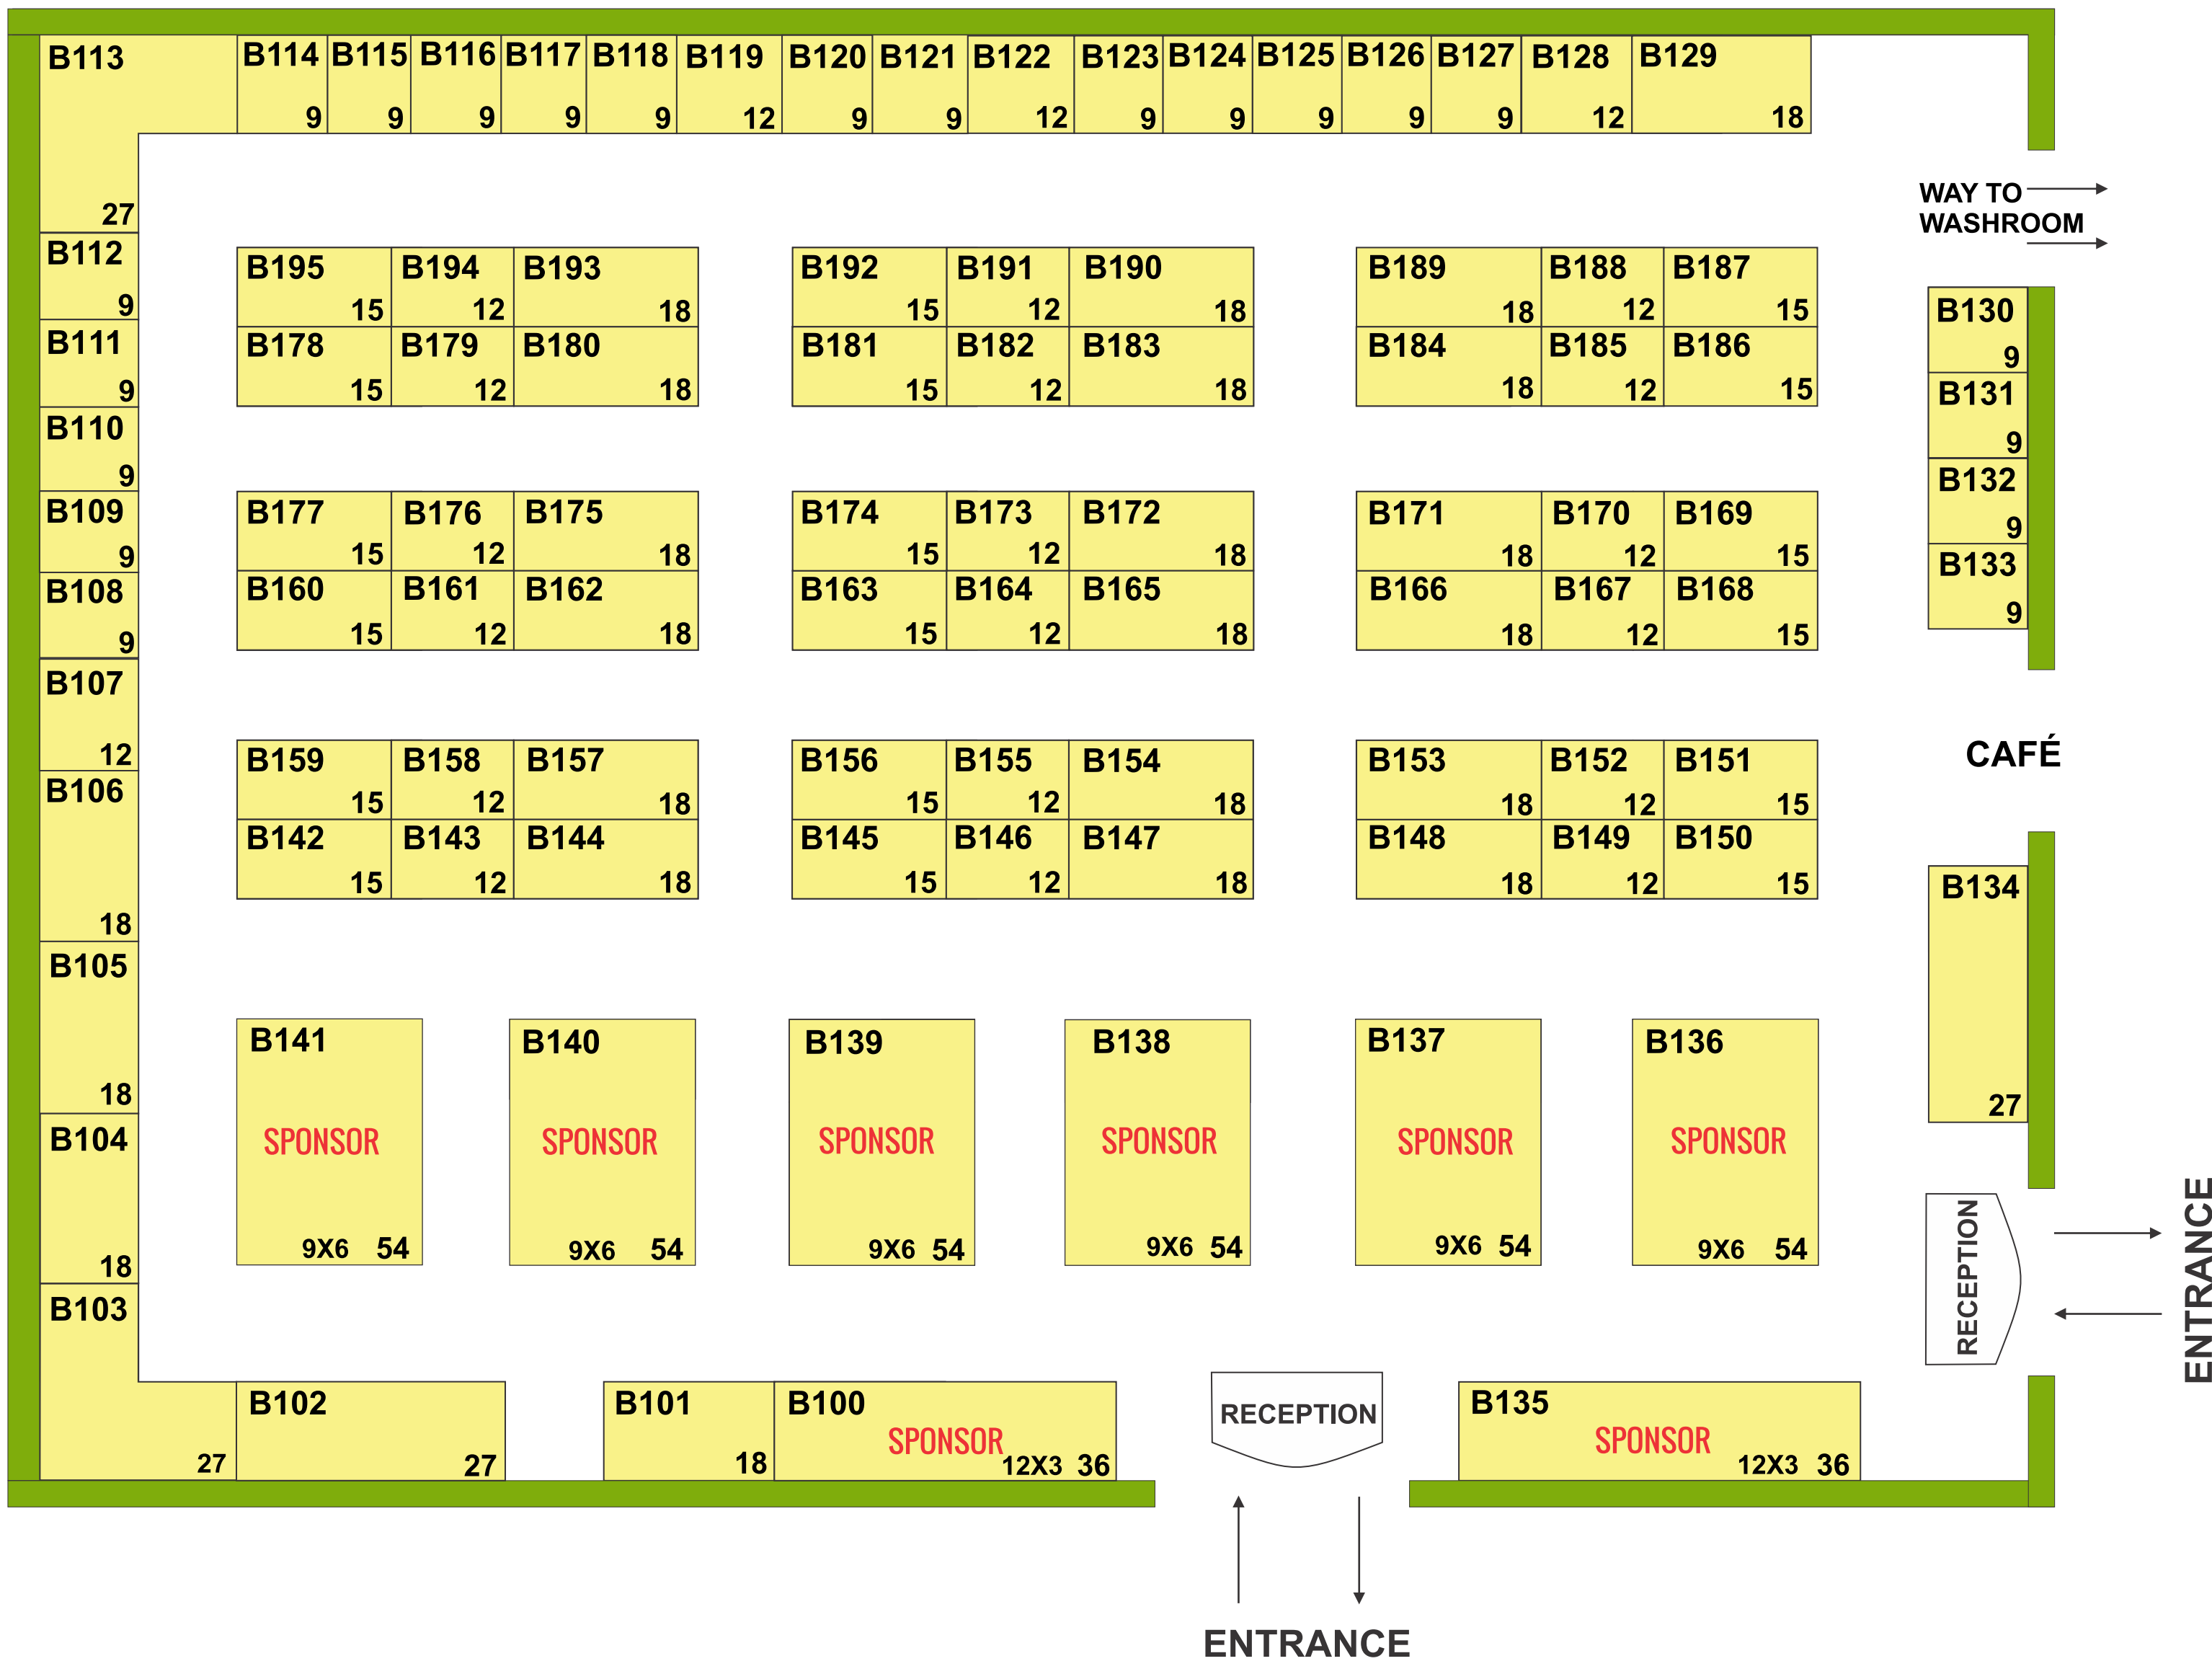 B113
27
B114 B115 B116 B117 B118 B119 B120 B121 B122 B123 B124 B125 B126 B127 B128 B129
9 9 9 9 9 12 9 9 12 9 9 9 9 9 12 18
WAY TO
WASHROOM
B112
9
B111
9
B110
9
B109
9
B108
9
B107
12
B106
18
B105
18
B104
18
B103
27
B195 B194 B193
15 12 18
B178 B179 B180
15 12 18
B192 B191 B190
15 12 18
B181 B182 B183
15 12 18
B189 B188 B187
18 12 15
B184 B185 B186
18 12 15
B130
9
B131
9
B132
9
B133
9
B177 B176 B175
15 12 18
B160 B161 B162
15 12 18
B174 B173 B172
15 12 18
B163 B164 B165
15 12 18
B171 B170 B169
18 12 15
B166 B167 B168
18 12 15
CAFÉ
B159 B158 B157
15 12 18
B142 B143 B144
15 12 18
B156 B155 B154
15 12 18
B145 B146 B147
15 12 18
B153 B152 B151
18 12 15
B148 B149 B150
18 12 15
B134
27
B141
SPONSOR
9X6 54
B140
SPONSOR
9X6 54
B139
SPONSOR
9X6 54
B138
SPONSOR
9X6 54
B137
SPONSOR
9X6 54
B136
SPONSOR
9X6 54
RECEPTION
ENTRANCE
B102
27
B101
18
B100
SPONSOR
12X3 36
RECEPTION
B135
SPONSOR
12X3 36
ENTRANCE